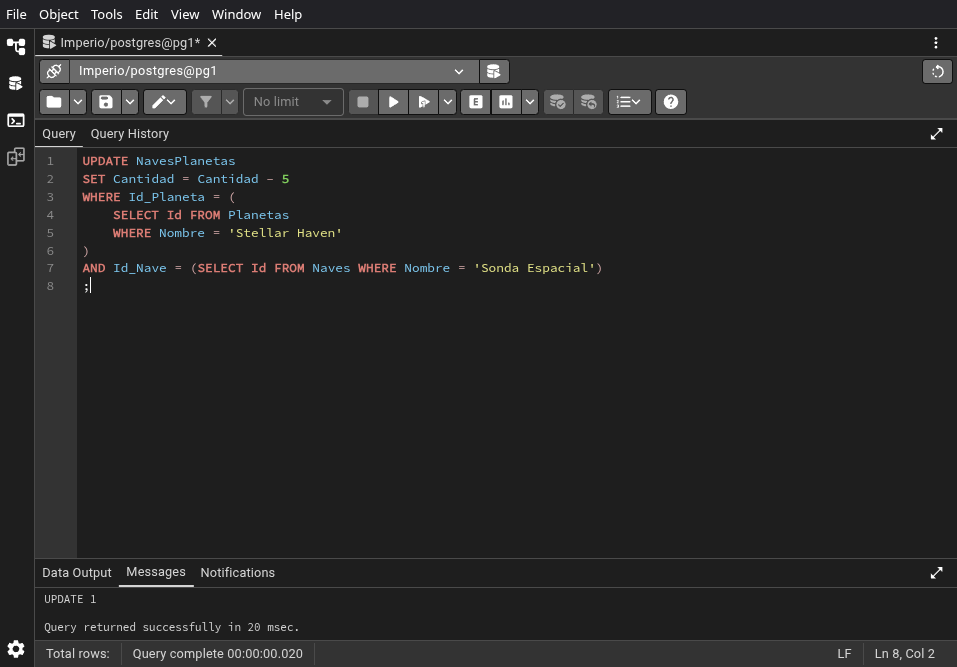 File Object Tools Edit View Window Help
Imperio/postgres@pg1*
Imperio/postgres@pg1
No limit
E
Query Query History
1 UPDATE NavesPlanetas
2 SET Cantidad = Cantidad - 5
3 WHERE Id_Planeta = (
4 SELECT Id FROM Planetas
5 WHERE Nombre = 'Stellar Haven'
6 )
7 AND Id_Nave = (SELECT Id FROM Naves WHERE Nombre = 'Sonda Espacial')
8 ;
Data Output Messages Notifications
UPDATE 1
Query returned successfully in 20 msec.
Total rows: Query complete 00:00:00.020 LF Ln 8, Col 2